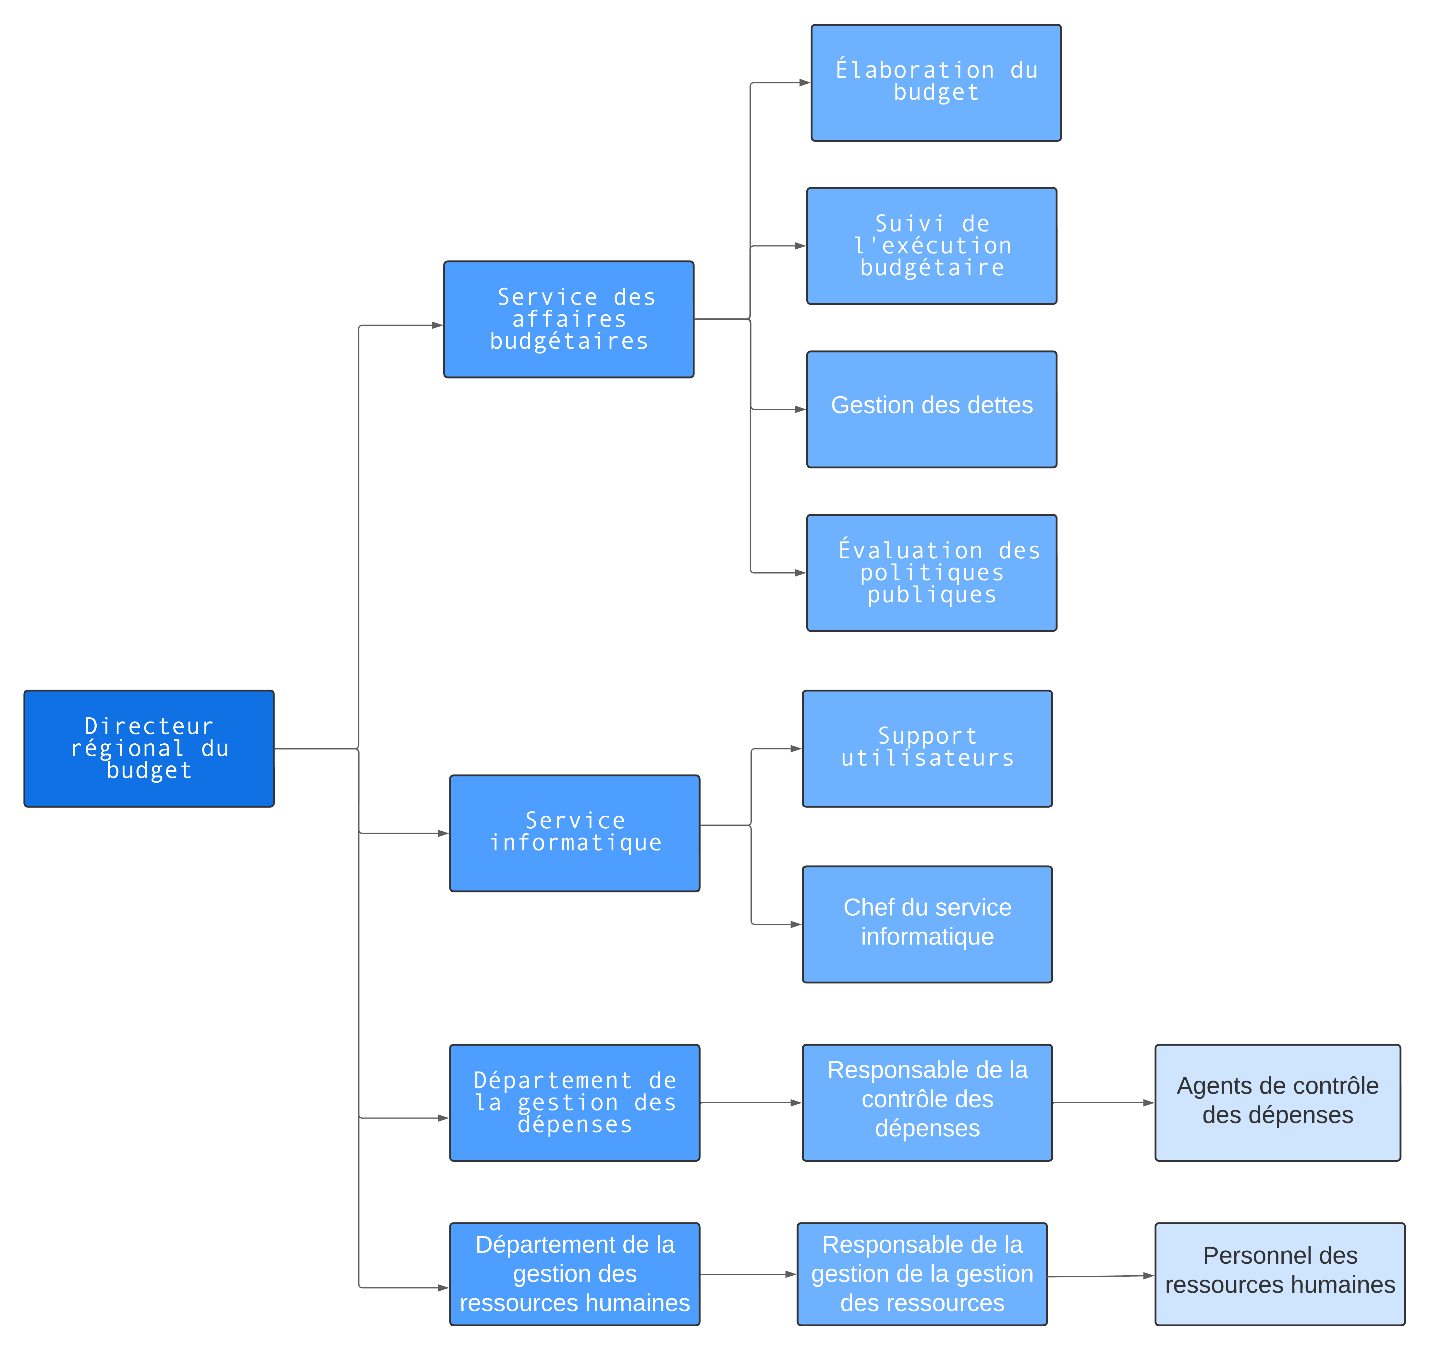 Élaboration du
budget
Suivi de
l'exécution
budgétaire
Service des
affaires
budgétaires
Gestion des dettes
Évaluation des
politiques
publiques
Directeur
régional du
budget
Support
utilisateurs
Service
informatique
Chef du service
informatique
Département de
la gestion des
dépenses
Responsable de la
contrôle des
dépenses
Agents de contrôle
des dépenses
Département de la
gestion des
ressources humaines
Responsable de la
gestion de la gestion
des ressources
Personnel des
ressources humaines